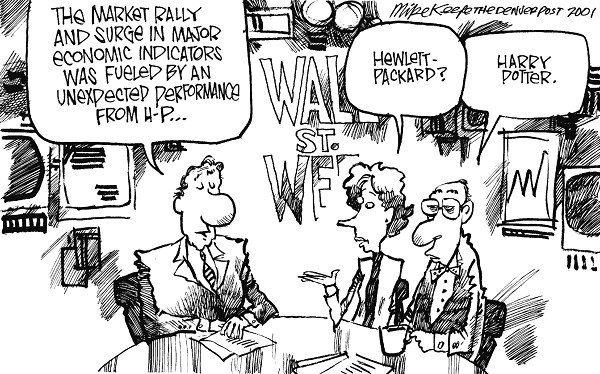 Mike Keefe THE DENVER POST 2001
THE MARKET RALLY
AND SURGE IN MAJOR
ECONOMIC INDICATORS
WAS FUELED BY AN
UNEXPECTED PERFORMANCE
FROM H-P...
HEWLETT-
PACKARD?
HARRY
POTTER.
WALL
ST.
WE